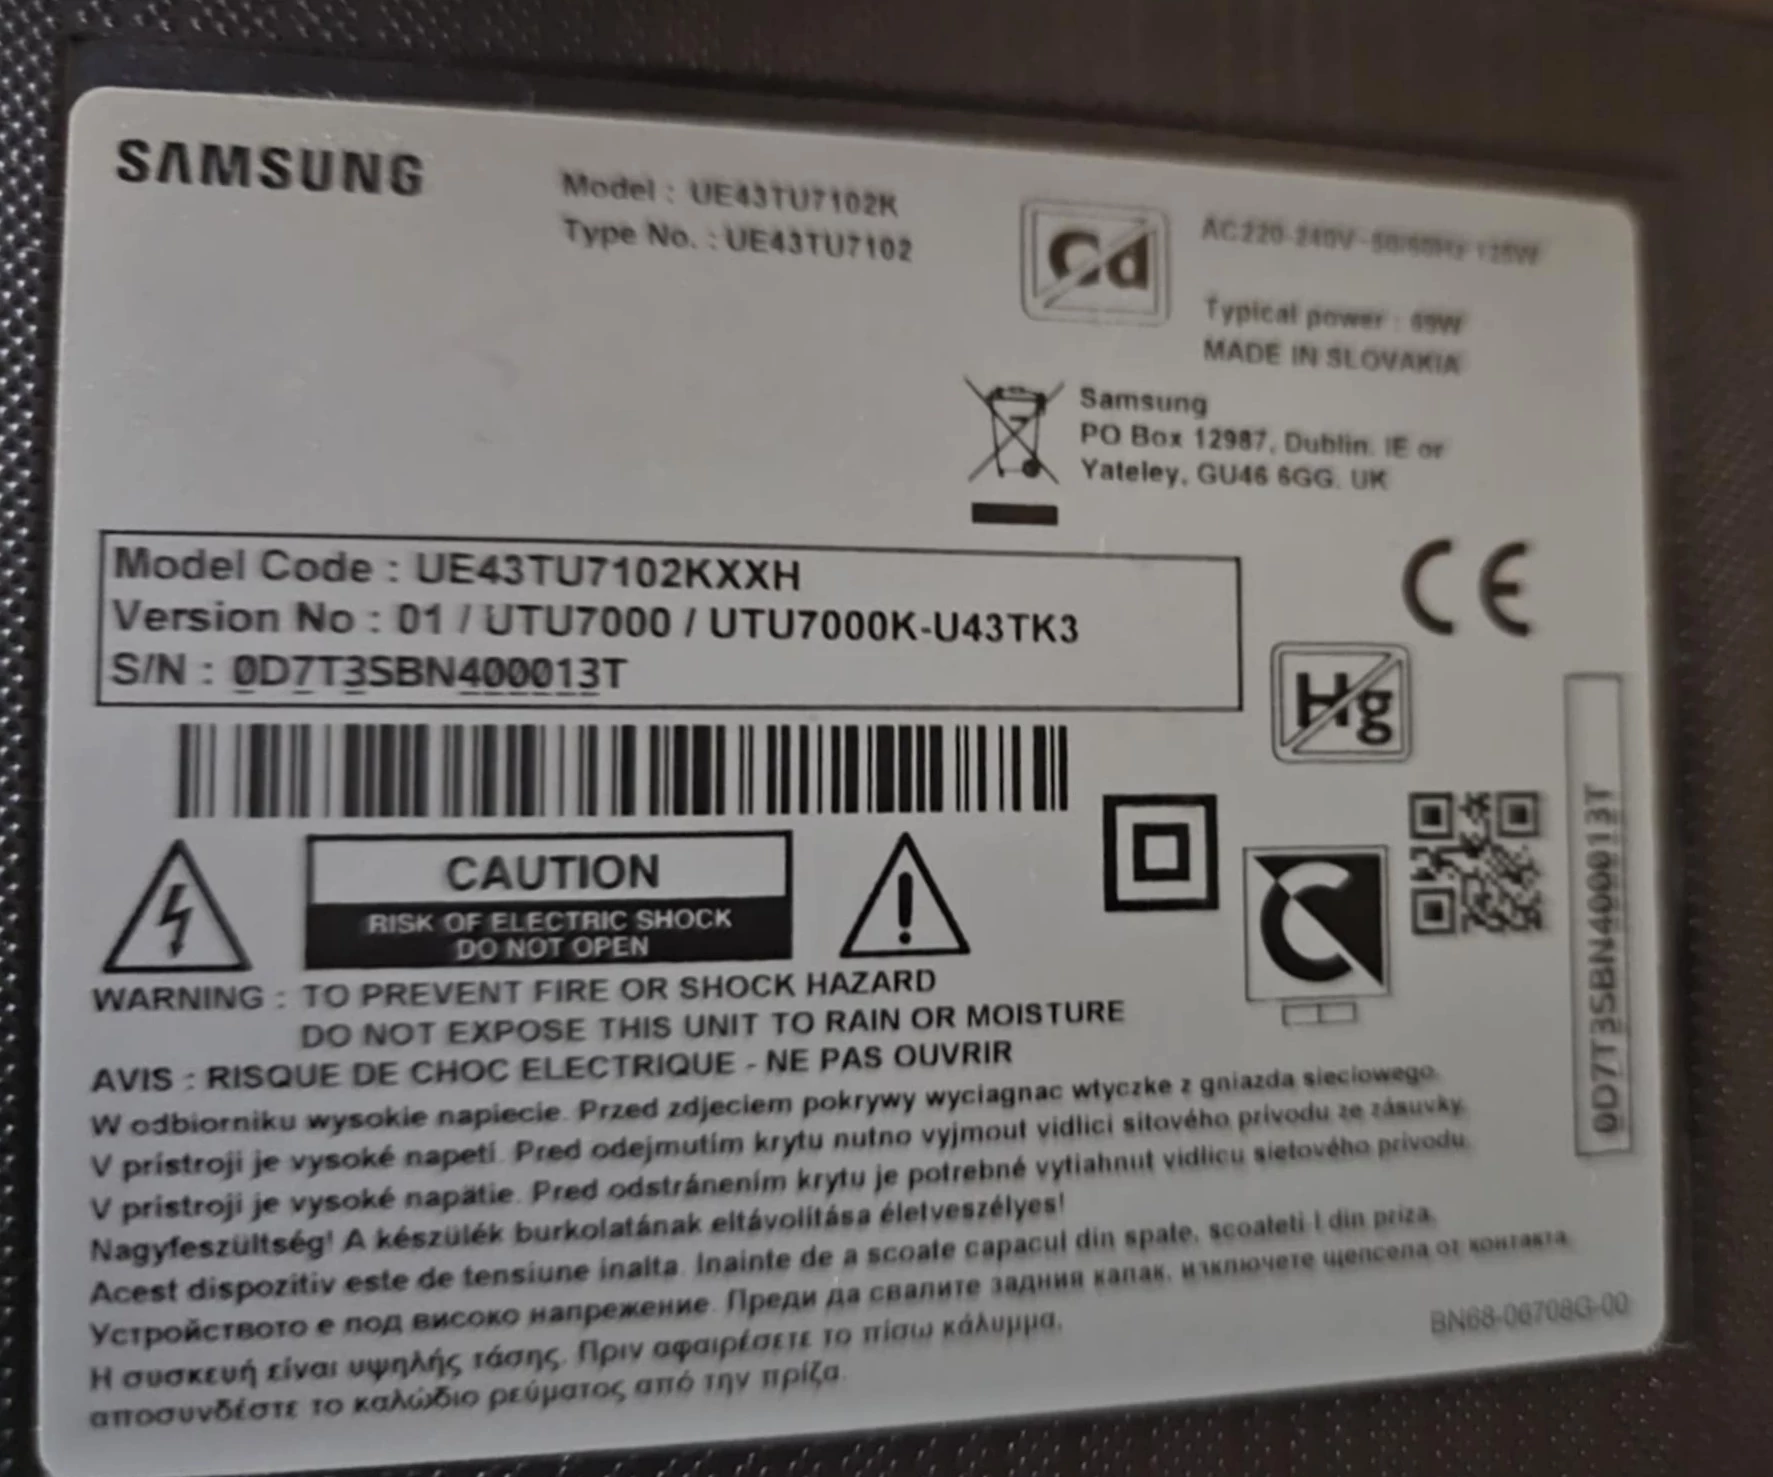 SAMSUNG
Model : UE43TU7102K
Type No. : UE43TU7102
Cd
AC220-240V~50/60Hz 125W
Typical power : 69W
MADE IN SLOVAKIA
Samsung
PO Box 12987, Dublin. IE or
Yateley, GU46 6GG. UK
Model Code : UE43TU7102KXXH
Version No : 01 / UTU7000 / UTU7000K-U43TK3
S/N : 0D7T3SBN400013T
CE
Hg
CAUTION
RISK OF ELECTRIC SHOCK
DO NOT OPEN
0D7T3SBN400013T
WARNING : TO PREVENT FIRE OR SHOCK HAZARD
DO NOT EXPOSE THIS UNIT TO RAIN OR MOISTURE
AVIS : RISQUE DE CHOC ELECTRIQUE - NE PAS OUVRIR
W odbiorniku wysokie napiecie. Przed zdjeciem pokrywy wyciagnac wtyczke z gniazda sieciowego.
V pristroji je vysoké napetí. Pred odejmutím krytu nutno vyjmout vidlici sitového prívodu ze zásuvky.
V pristroji je vysoké napätie. Pred odstránením krytu je potrebné vytiahnut vidlicu sietového prívodu.
Nagyfeszültség! A készülék burkolatának eltávolítása életveszélyes!
Acest dispozitiv este de tensiune inalta. Inainte de a scoate capacul din spate, scoateti-l din priza.
Устройството е под високо напрежение. Преди да свалите задния капак, изключете щепсела от контакта.
Η συσκευή είναι υψηλής τάσης. Πριν αφαιρέσετε το πίσω κάλυμμα,
αποσυνδέστε το καλώδιο ρεύματος από την πρίζα.
BN68-06708G-00